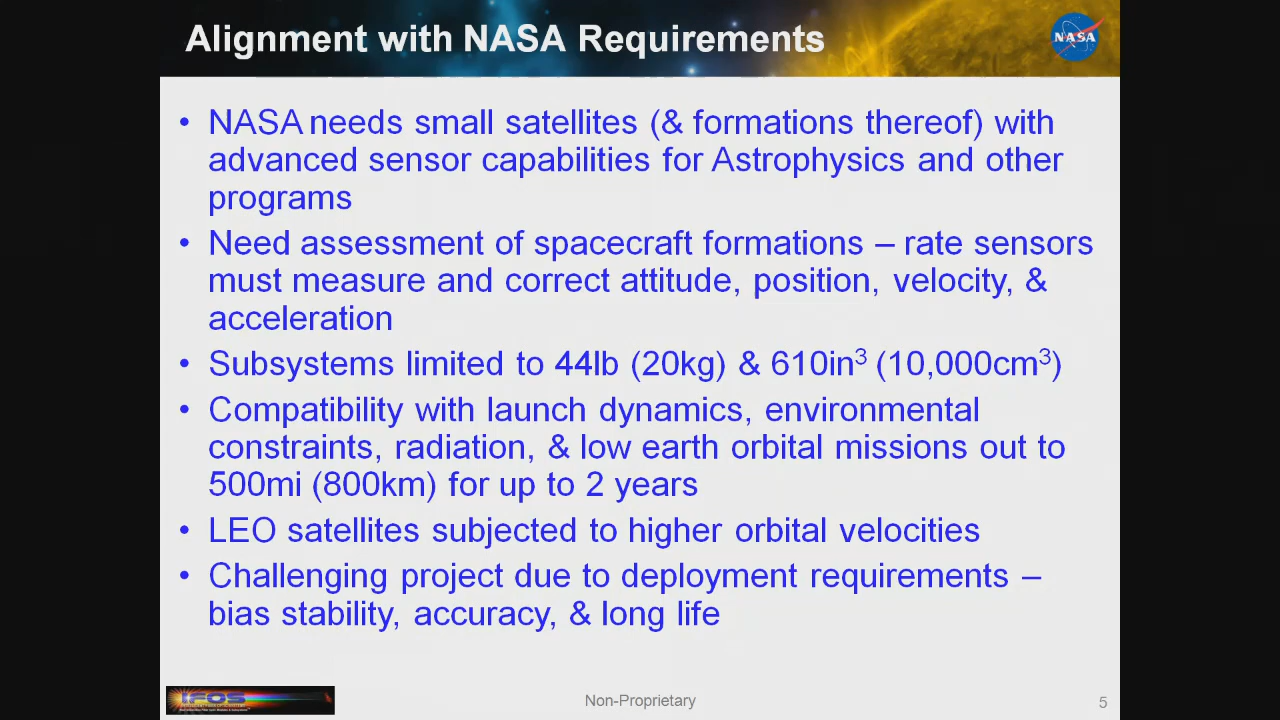 Alignment with NASA Requirements
NASA
• NASA needs small satellites (& formations thereof) with
advanced sensor capabilities for Astrophysics and other
programs
• Need assessment of spacecraft formations – rate sensors
must measure and correct attitude, position, velocity, &
acceleration
• Subsystems limited to 44lb (20kg) & 610in³ (10,000cm³)
• Compatibility with launch dynamics, environmental
constraints, radiation, & low earth orbital missions out to
500mi (800km) for up to 2 years
• LEO satellites subjected to higher orbital velocities
• Challenging project due to deployment requirements –
bias stability, accuracy, & long life
IFOS
Non-Proprietary
5